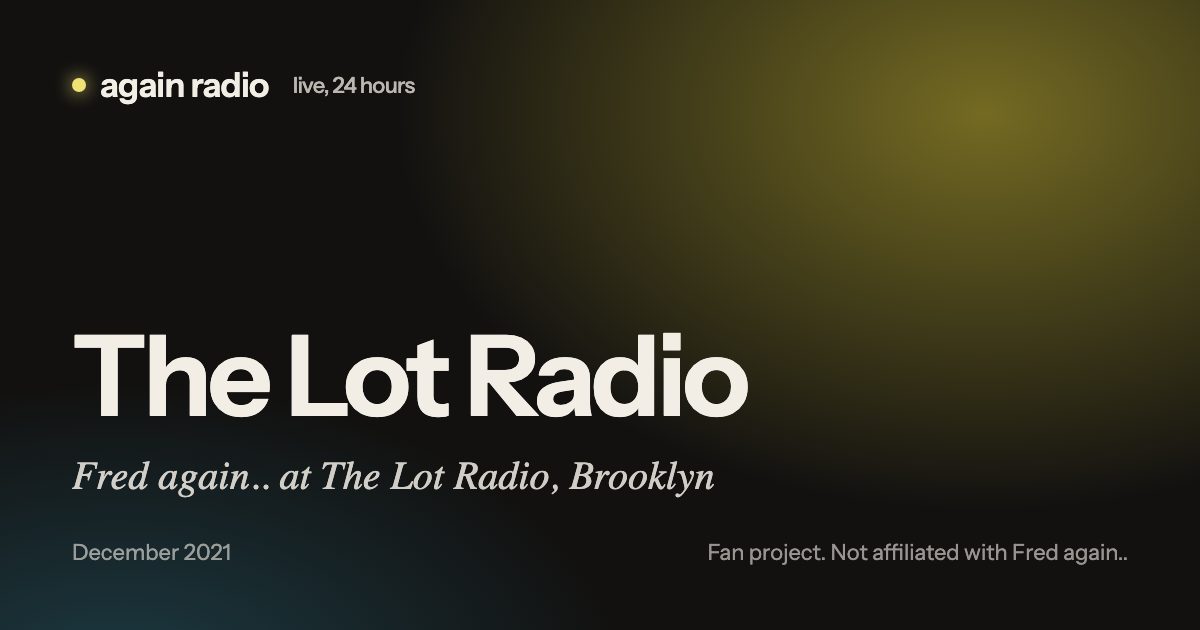 again radio live, 24 hours
The Lot Radio
Fred again.. at The Lot Radio, Brooklyn
December 2021
Fan project. Not affiliated with Fred again..